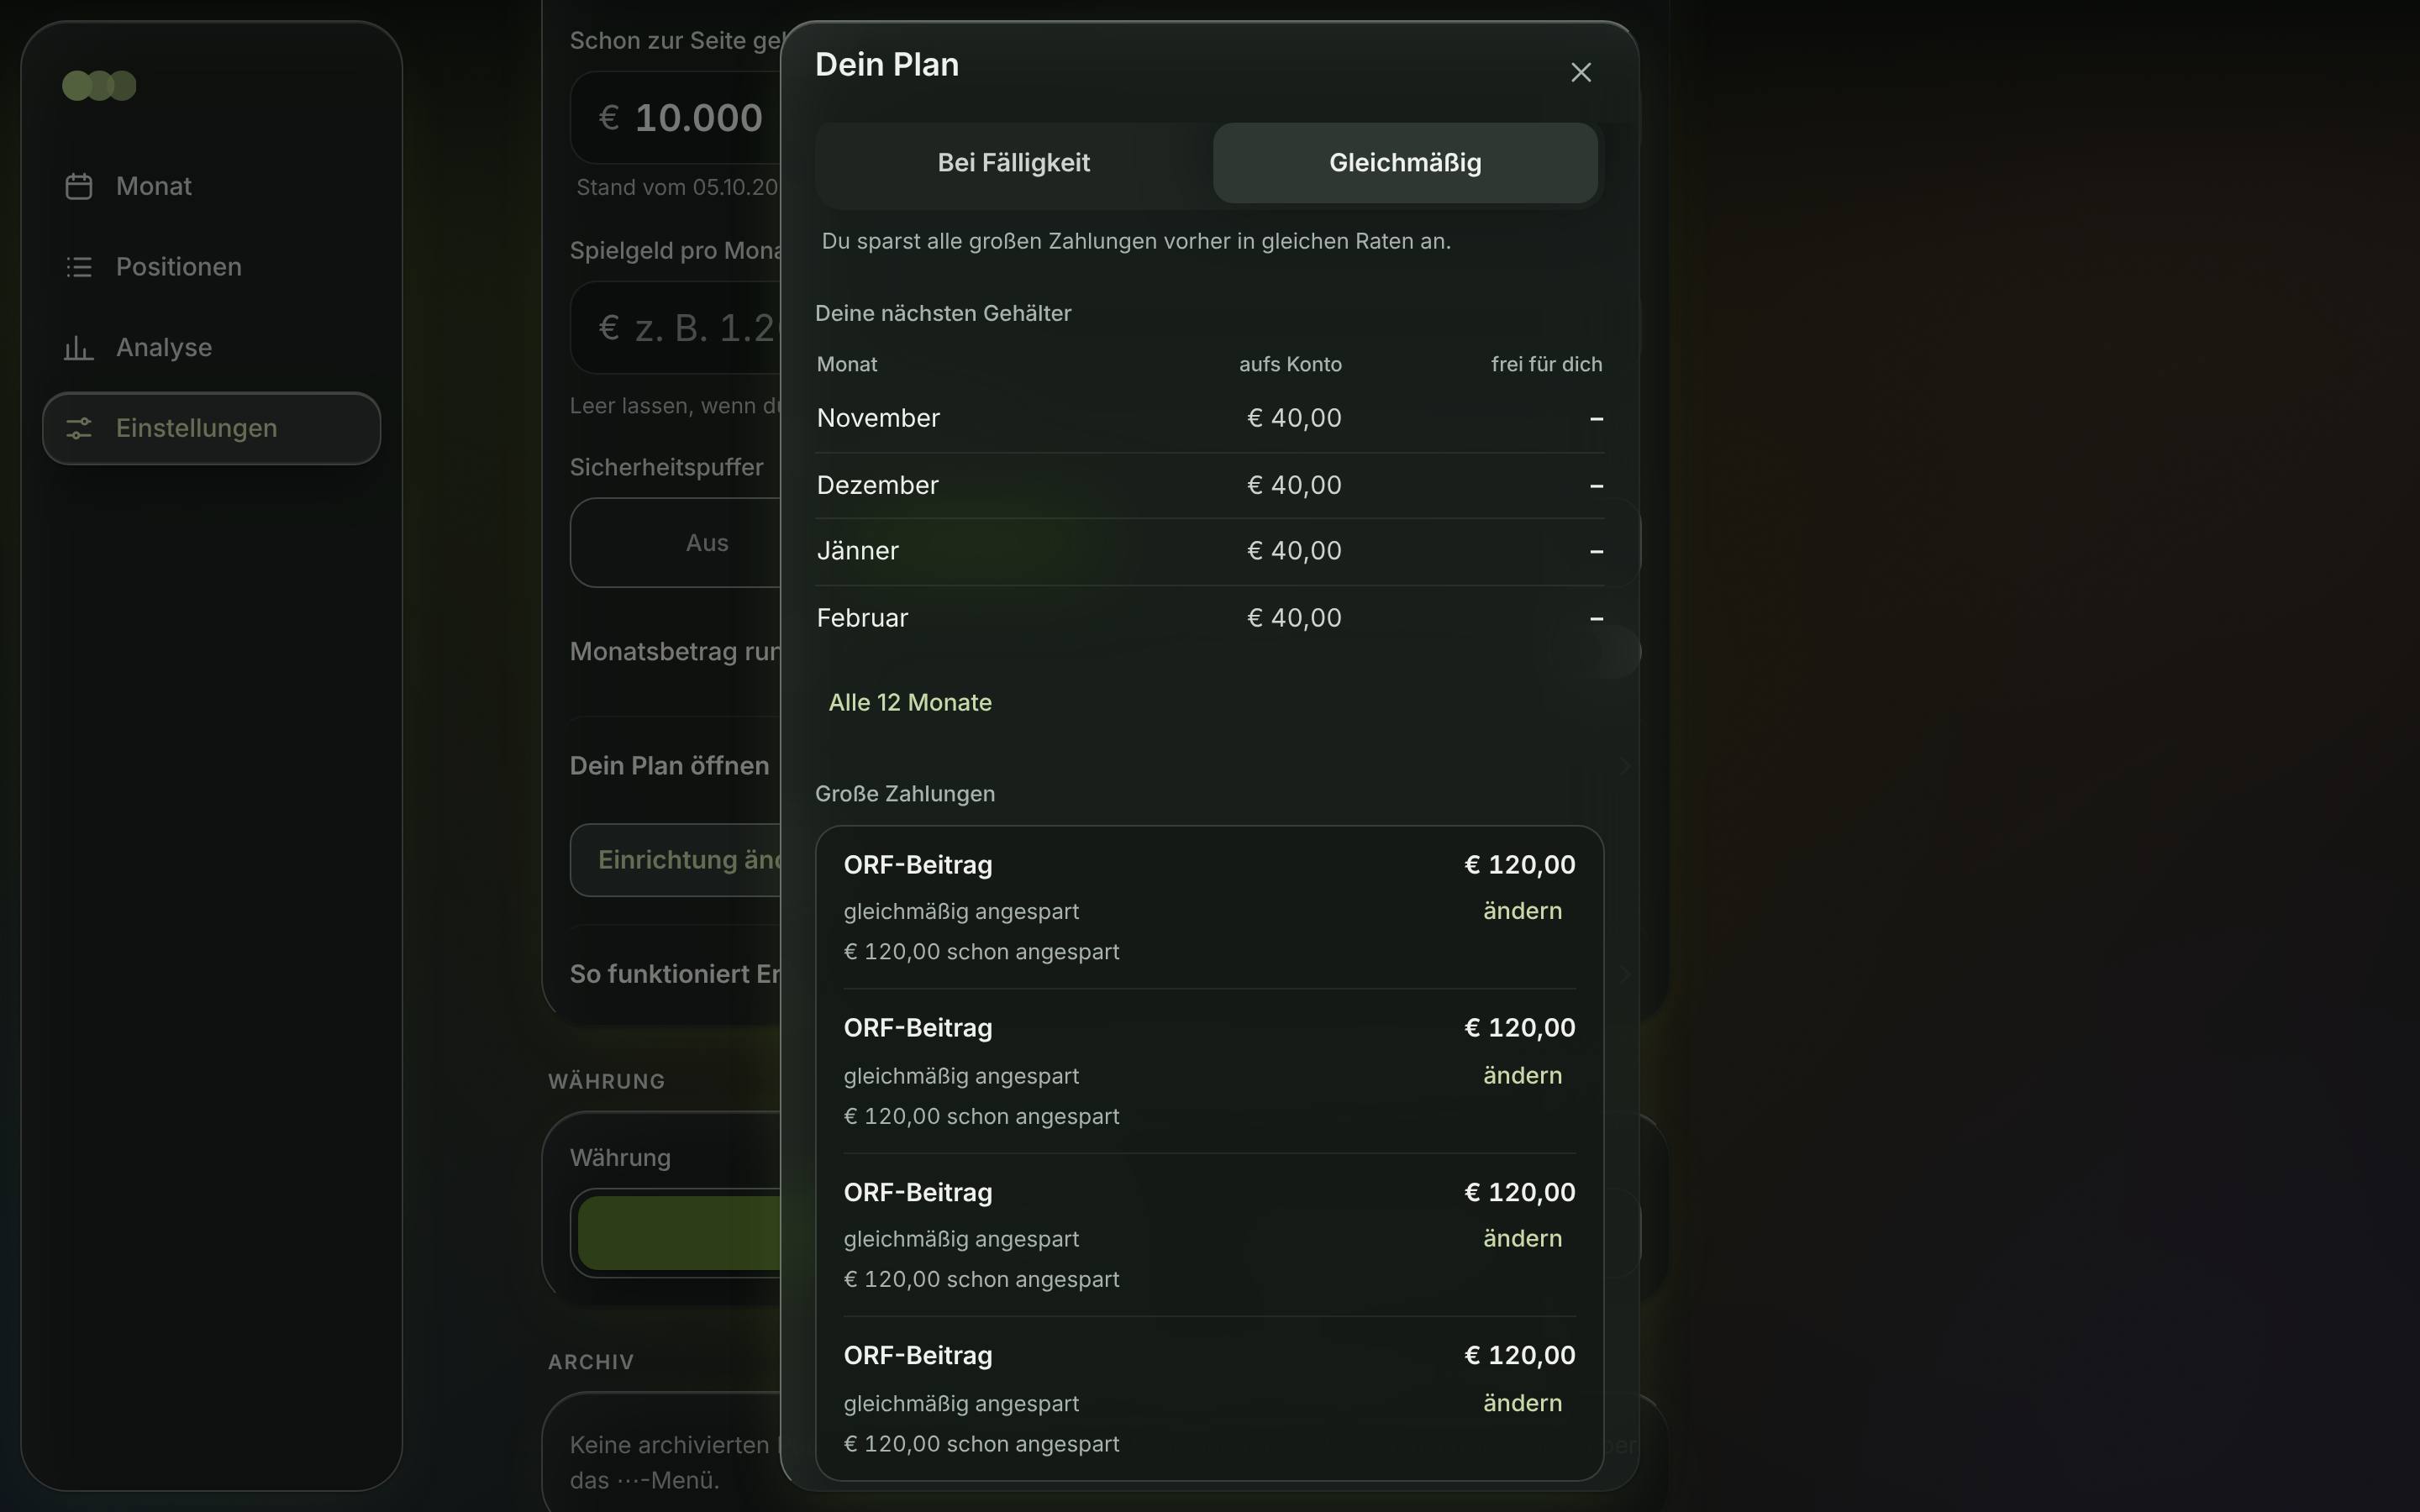 Monat
Positionen
Analyse
Einstellungen
Schon zur Seite gel
€ 10.000
Stand vom 05.10.20
Spielgeld pro Mona
€ z. B. 1.2
Leer lassen, wenn du
Sicherheitspuffer
Aus
Monatsbetrag run
Dein Plan öffnen
Einrichtung änd
So funktioniert Er
WÄHRUNG
Währung
ARCHIV
Keine archivierten
das ···-Menü.
Dein Plan
Bei Fälligkeit
Gleichmäßig
Du sparst alle großen Zahlungen vorher in gleichen Raten an.
Deine nächsten Gehälter
Monat aufs Konto frei für dich
November € 40,00 –
Dezember € 40,00 –
Jänner € 40,00 –
Februar € 40,00 –
Alle 12 Monate
Große Zahlungen
ORF-Beitrag € 120,00
gleichmäßig angespart ändern
€ 120,00 schon angespart
ORF-Beitrag € 120,00
gleichmäßig angespart ändern
€ 120,00 schon angespart
ORF-Beitrag € 120,00
gleichmäßig angespart ändern
€ 120,00 schon angespart
ORF-Beitrag € 120,00
gleichmäßig angespart ändern
€ 120,00 schon angespart